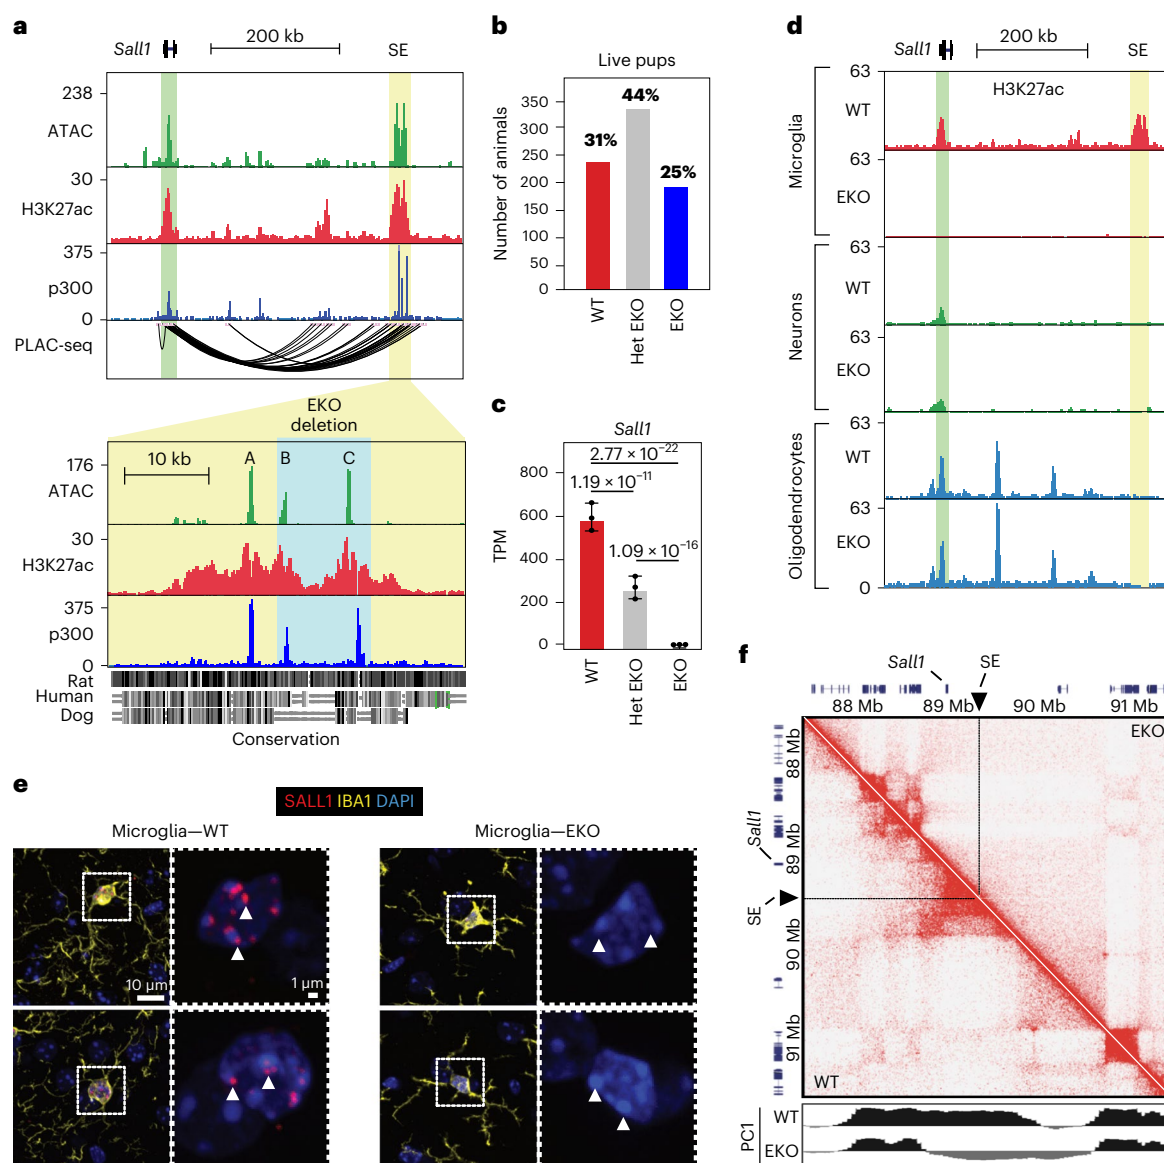 a
Sall1
200 kb
SE
238
ATAC
30
H3K27ac
375
p300
0
PLAC-seq
EKO
deletion
10 kb
A
B
C
176
ATAC
30
H3K27ac
375
p300
0
Rat
Human
Dog
Conservation
b
Live pups
Number of animals
350
300
250
200
150
100
50
0
31%
44%
25%
WT
Het EKO
EKO
c
Sall1
TPM
800
600
400
200
0
2.77 × 10⁻²²
1.19 × 10⁻¹¹
1.09 × 10⁻¹⁶
WT
Het EKO
EKO
d
Sall1
200 kb
SE
H3K27ac
Microglia
63
WT
63
EKO
Neurons
63
WT
63
EKO
Oligodendrocytes
63
WT
63
EKO
0
e
SALL1 IBA1 DAPI
Microglia—WT
Microglia—EKO
10 µm
1 µm
f
Sall1
SE
88 Mb
89 Mb
90 Mb
91 Mb
EKO
88 Mb
Sall1
89 Mb
SE
90 Mb
91 Mb
WT
PC1
WT
EKO